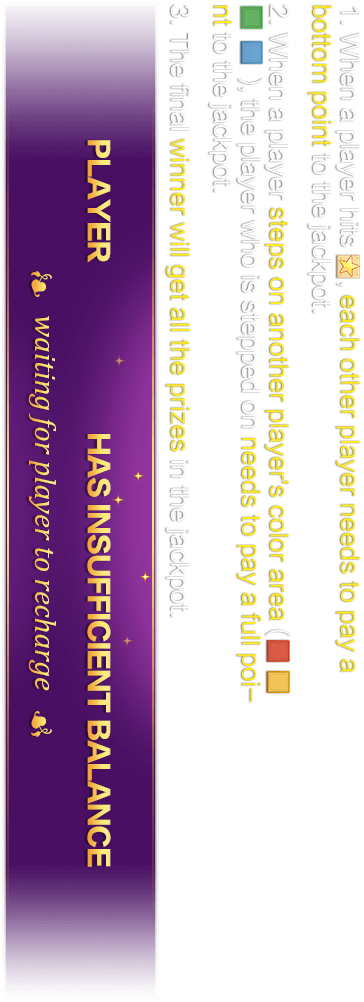 1. When a player hits , each other player needs to pay a
bottom point to the jackpot.
2. When a player steps on another player's color area (
), the player who is stepped on needs to pay a full poi-
nt to the jackpot.
3. The final winner will get all the prizes in the jackpot.
PLAYER HAS INSUFFICIENT BALANCE
waiting for player to recharge